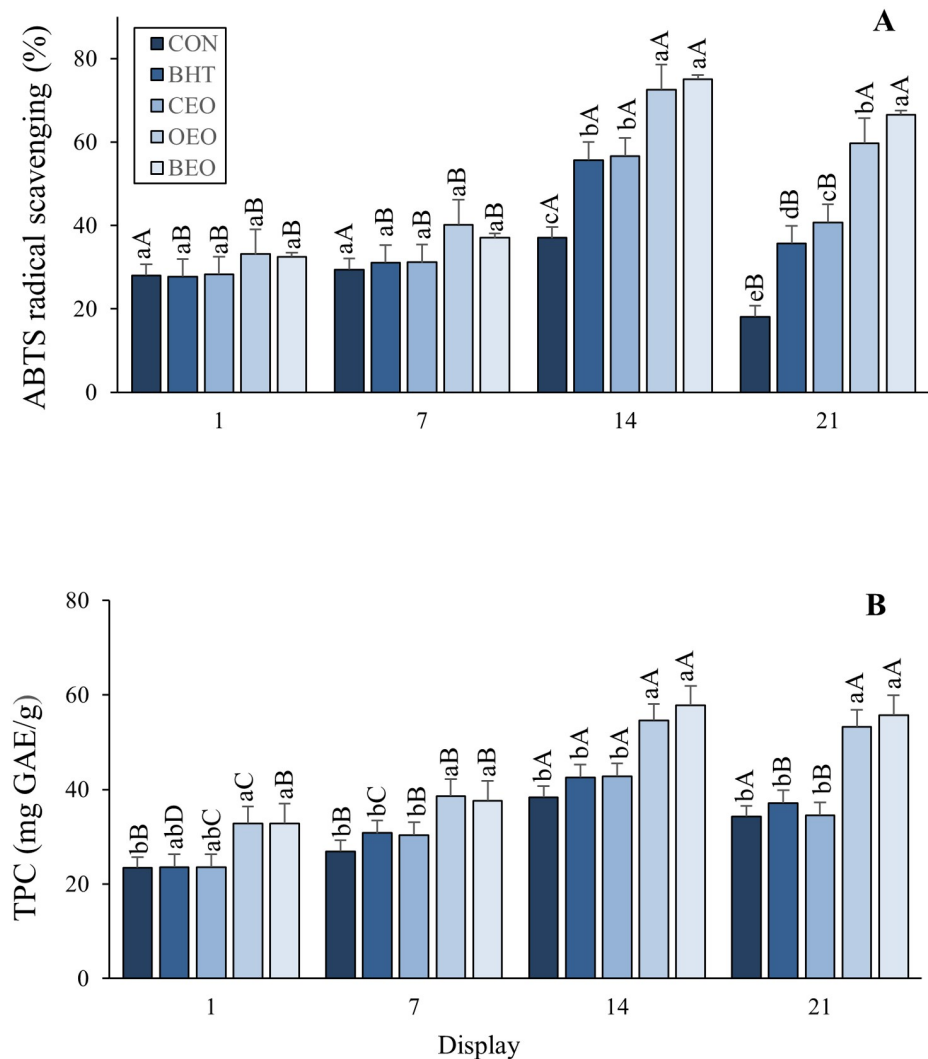 A
ABTS radical scavenging (%)
80
60
40
20
0
CON
BHT
CEO
OEO
BEO
aA aB aB aB aB
aA aB aB aB aB
cA bA bA aA aA
eB dB cB bA aA
1 7 14 21
B
TPC (mg GAE/g)
80
60
40
20
0
bB abD abC aC aB
bB bC bB aB aB
bA bA bA aA aA
bA bB bB aA aA
1 7 14 21
Display